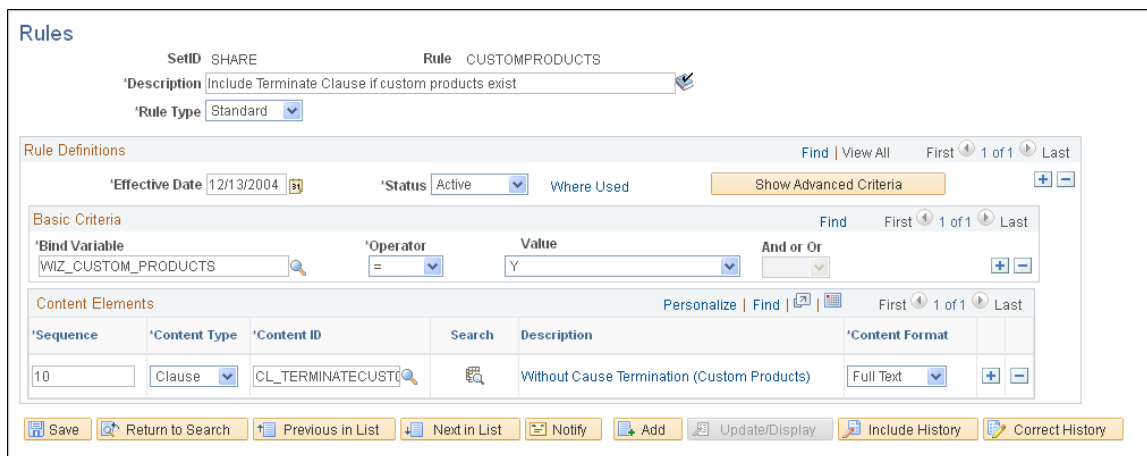 Rules
SetID SHARE Rule CUSTOMPRODUCTS
*Description Include Terminate Clause if custom products exist
*Rule Type Standard
Rule Definitions Find | View All First 1 of 1 Last
*Effective Date 12/13/2004 31 *Status Active Where Used Show Advanced Criteria
Basic Criteria Find First 1 of 1 Last
*Bind Variable *Operator Value And or Or
WIZ_CUSTOM_PRODUCTS = Y
Content Elements Personalize | Find | First 1 of 1 Last
*Sequence *Content Type *Content ID Search Description *Content Format
10 Clause CL_TERMINATECUSTO Without Cause Termination (Custom Products) Full Text
Save Return to Search Previous in List Next in List Notify Add Update/Display Include History Correct History